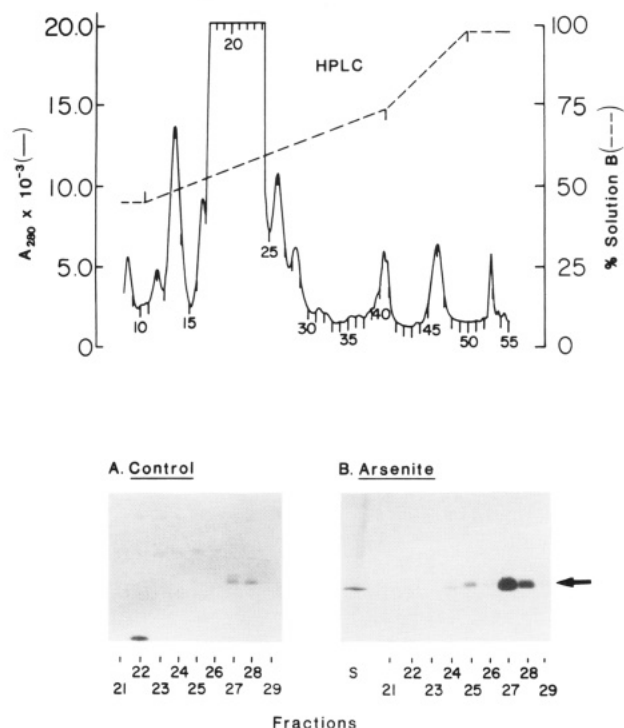 20.0
15.0
10.0
5.0
0.0
A280 x 10-3 (—)
HPLC
100
75
50
25
0
% Solution B (---)
10
15
20
25
30
35
40
45
50
55
A. Control
B. Arsenite
S
22 24 26 28
21 23 25 27 29
22 24 26 28
21 23 25 27 29
Fractions